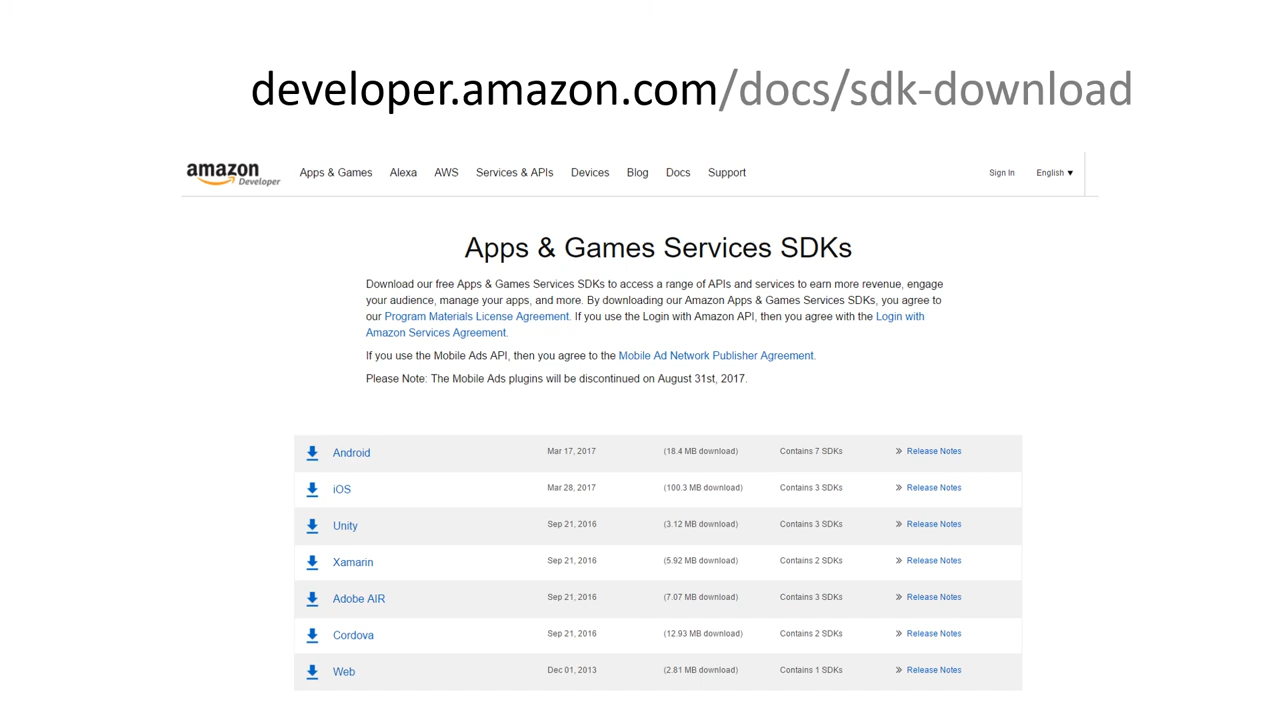 developer.amazon.com/docs/sdk-download
amazon Developer Apps & Games Alexa AWS Services & APIs Devices Blog Docs Support Sign In English ▼
Apps & Games Services SDKs
Download our free Apps & Games Services SDKs to access a range of APIs and services to earn more revenue, engage
your audience, manage your apps, and more. By downloading our Amazon Apps & Games Services SDKs, you agree to
our Program Materials License Agreement. If you use the Login with Amazon API, then you agree with the Login with
Amazon Services Agreement.
If you use the Mobile Ads API, then you agree to the Mobile Ad Network Publisher Agreement.
Please Note: The Mobile Ads plugins will be discontinued on August 31st, 2017.
Android Mar 17, 2017 (18.4 MB download) Contains 7 SDKs » Release Notes
iOS Mar 28, 2017 (100.3 MB download) Contains 3 SDKs » Release Notes
Unity Sep 21, 2016 (3.12 MB download) Contains 3 SDKs » Release Notes
Xamarin Sep 21, 2016 (5.92 MB download) Contains 2 SDKs » Release Notes
Adobe AIR Sep 21, 2016 (7.07 MB download) Contains 3 SDKs » Release Notes
Cordova Sep 21, 2016 (12.93 MB download) Contains 2 SDKs » Release Notes
Web Dec 01, 2013 (2.81 MB download) Contains 1 SDKs » Release Notes